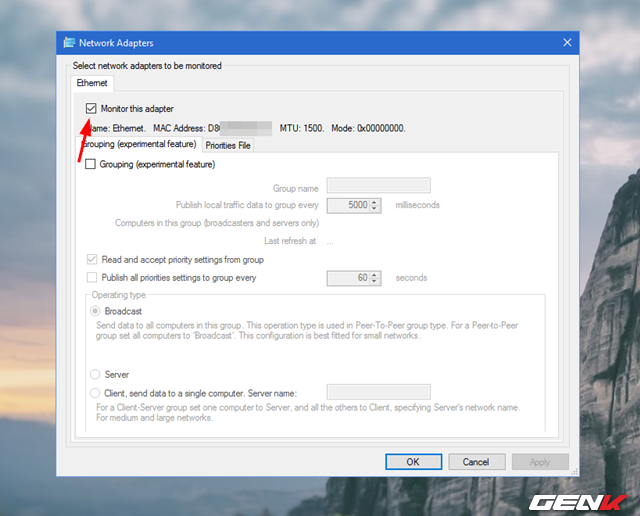 Network Adapters
Select network adapters to be monitored
Ethernet
Monitor this adapter
Name: Ethernet. MAC Address: D8 MTU: 1500. Mode: 0x00000000.
Grouping (experimental feature) Priorities File
Grouping (experimental feature)
Group name
Publish local traffic data to group every 5000 milliseconds
Computers in this group (broadcasters and servers only)
Last refresh at ...
Read and accept priority settings from group
Publish all priorities settings to group every 60 seconds
Operating type
Broadcast
Send data to all computers in this group. This operation type is used in Peer-To-Peer group type. For a Peer-to-Peer
group set all computers to 'Broadcast'. This configuration is best fitted for small networks.
Server
Client, send data to a single computer. Server name:
For a Client-Server group set one computer to Server, and all the others to Client, specifying Server's network name.
For medium and large networks.
OK Cancel Apply
GENK